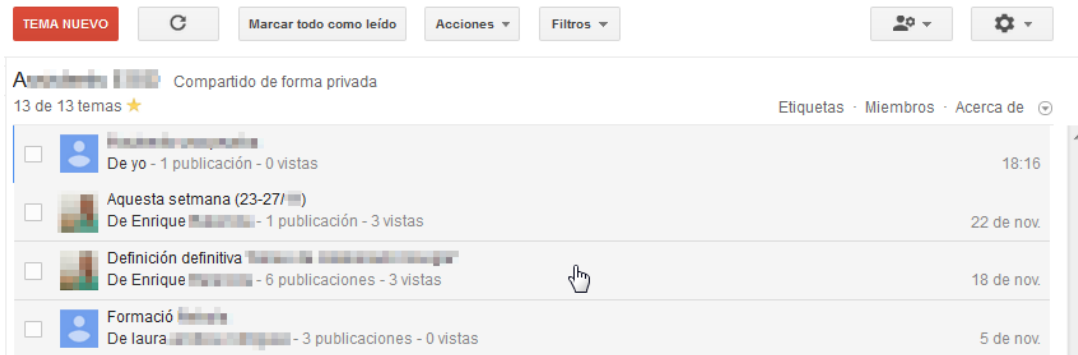 TEMA NUEVO Marcar todo como leído Acciones Filtros
Compartido de forma privada
13 de 13 temas
Etiquetas · Miembros · Acerca de
De yo - 1 publicación - 0 vistas 18:16
Aquesta setmana (23-27/ )
De Enrique - 1 publicación - 3 vistas 22 de nov.
Definición definitiva
De Enrique - 6 publicaciones - 3 vistas 18 de nov.
Formació
De laura - 3 publicaciones - 0 vistas 5 de nov.